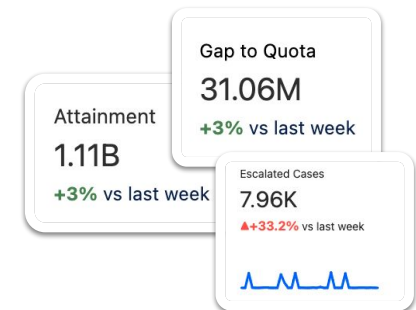 Gap to Quota
31.06M
+3% vs last week
Attainment
1.11B
+3% vs last week
Escalated Cases
7.96K
▲+33.2% vs last week